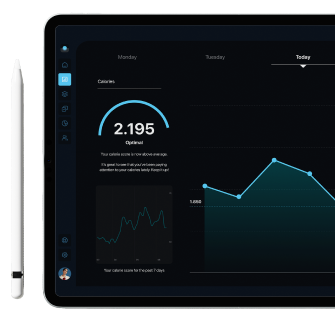 Monday
Tuesday
Today
Calories
2.195
Optimal
Your calorie score is now above average.
It's great to see that you've been paying
attention to your calories lately. Keep it up!
1.690
Your calorie score for the past 7 days